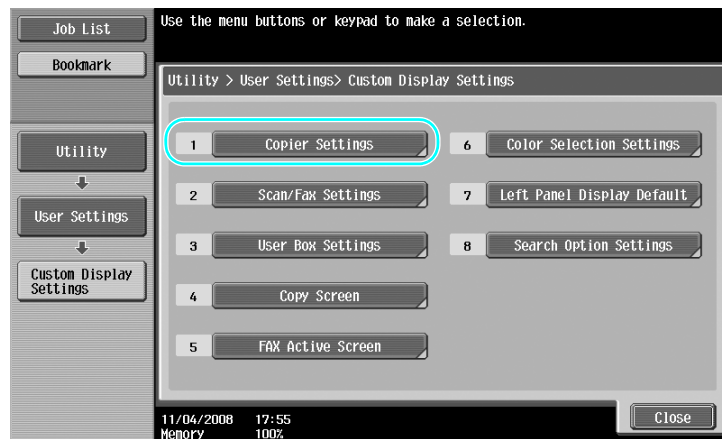 Job List
Bookmark
Use the menu buttons or keypad to make a selection.
Utility > User Settings> Custom Display Settings
Utility
User Settings
Custom Display
Settings
1 Copier Settings
2 Scan/Fax Settings
3 User Box Settings
4 Copy Screen
5 FAX Active Screen
6 Color Selection Settings
7 Left Panel Display Default
8 Search Option Settings
11/04/2008 17:55
Memory 100%
Close